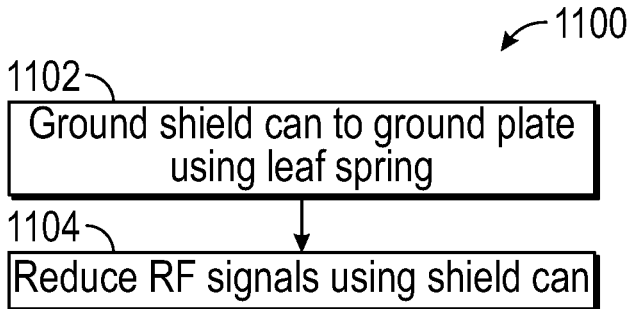 1100
1102
Ground shield can to ground plate
using leaf spring
1104
Reduce RF signals using shield can